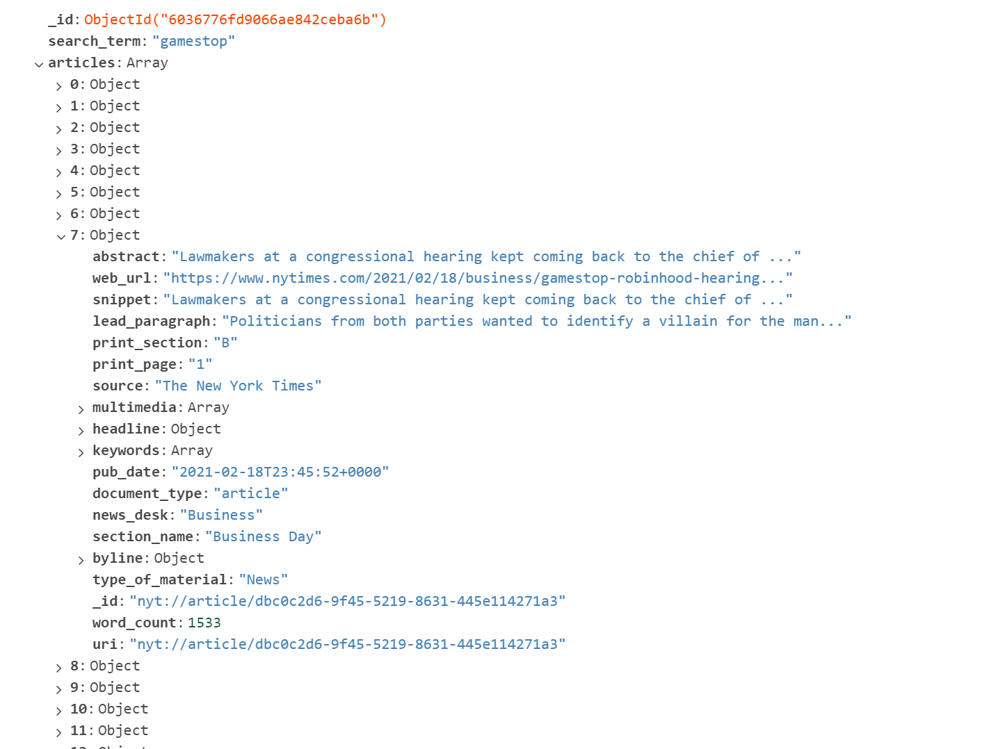 _id: ObjectId("6036776fd9066ae842ceba6b")
search_term: "gamestop"
articles: Array
0: Object
1: Object
2: Object
3: Object
4: Object
5: Object
6: Object
7: Object
abstract: "Lawmakers at a congressional hearing kept coming back to the chief of ..."
web_url: "https://www.nytimes.com/2021/02/18/business/gamestop-robinhood-hearing..."
snippet: "Lawmakers at a congressional hearing kept coming back to the chief of ..."
lead_paragraph: "Politicians from both parties wanted to identify a villain for the man..."
print_section: "B"
print_page: "1"
source: "The New York Times"
multimedia: Array
headline: Object
keywords: Array
pub_date: "2021-02-18T23:45:52+0000"
document_type: "article"
news_desk: "Business"
section_name: "Business Day"
byline: Object
type_of_material: "News"
_id: "nyt://article/dbc0c2d6-9f45-5219-8631-445e114271a3"
word_count: 1533
uri: "nyt://article/dbc0c2d6-9f45-5219-8631-445e114271a3"
8: Object
9: Object
10: Object
11: Object